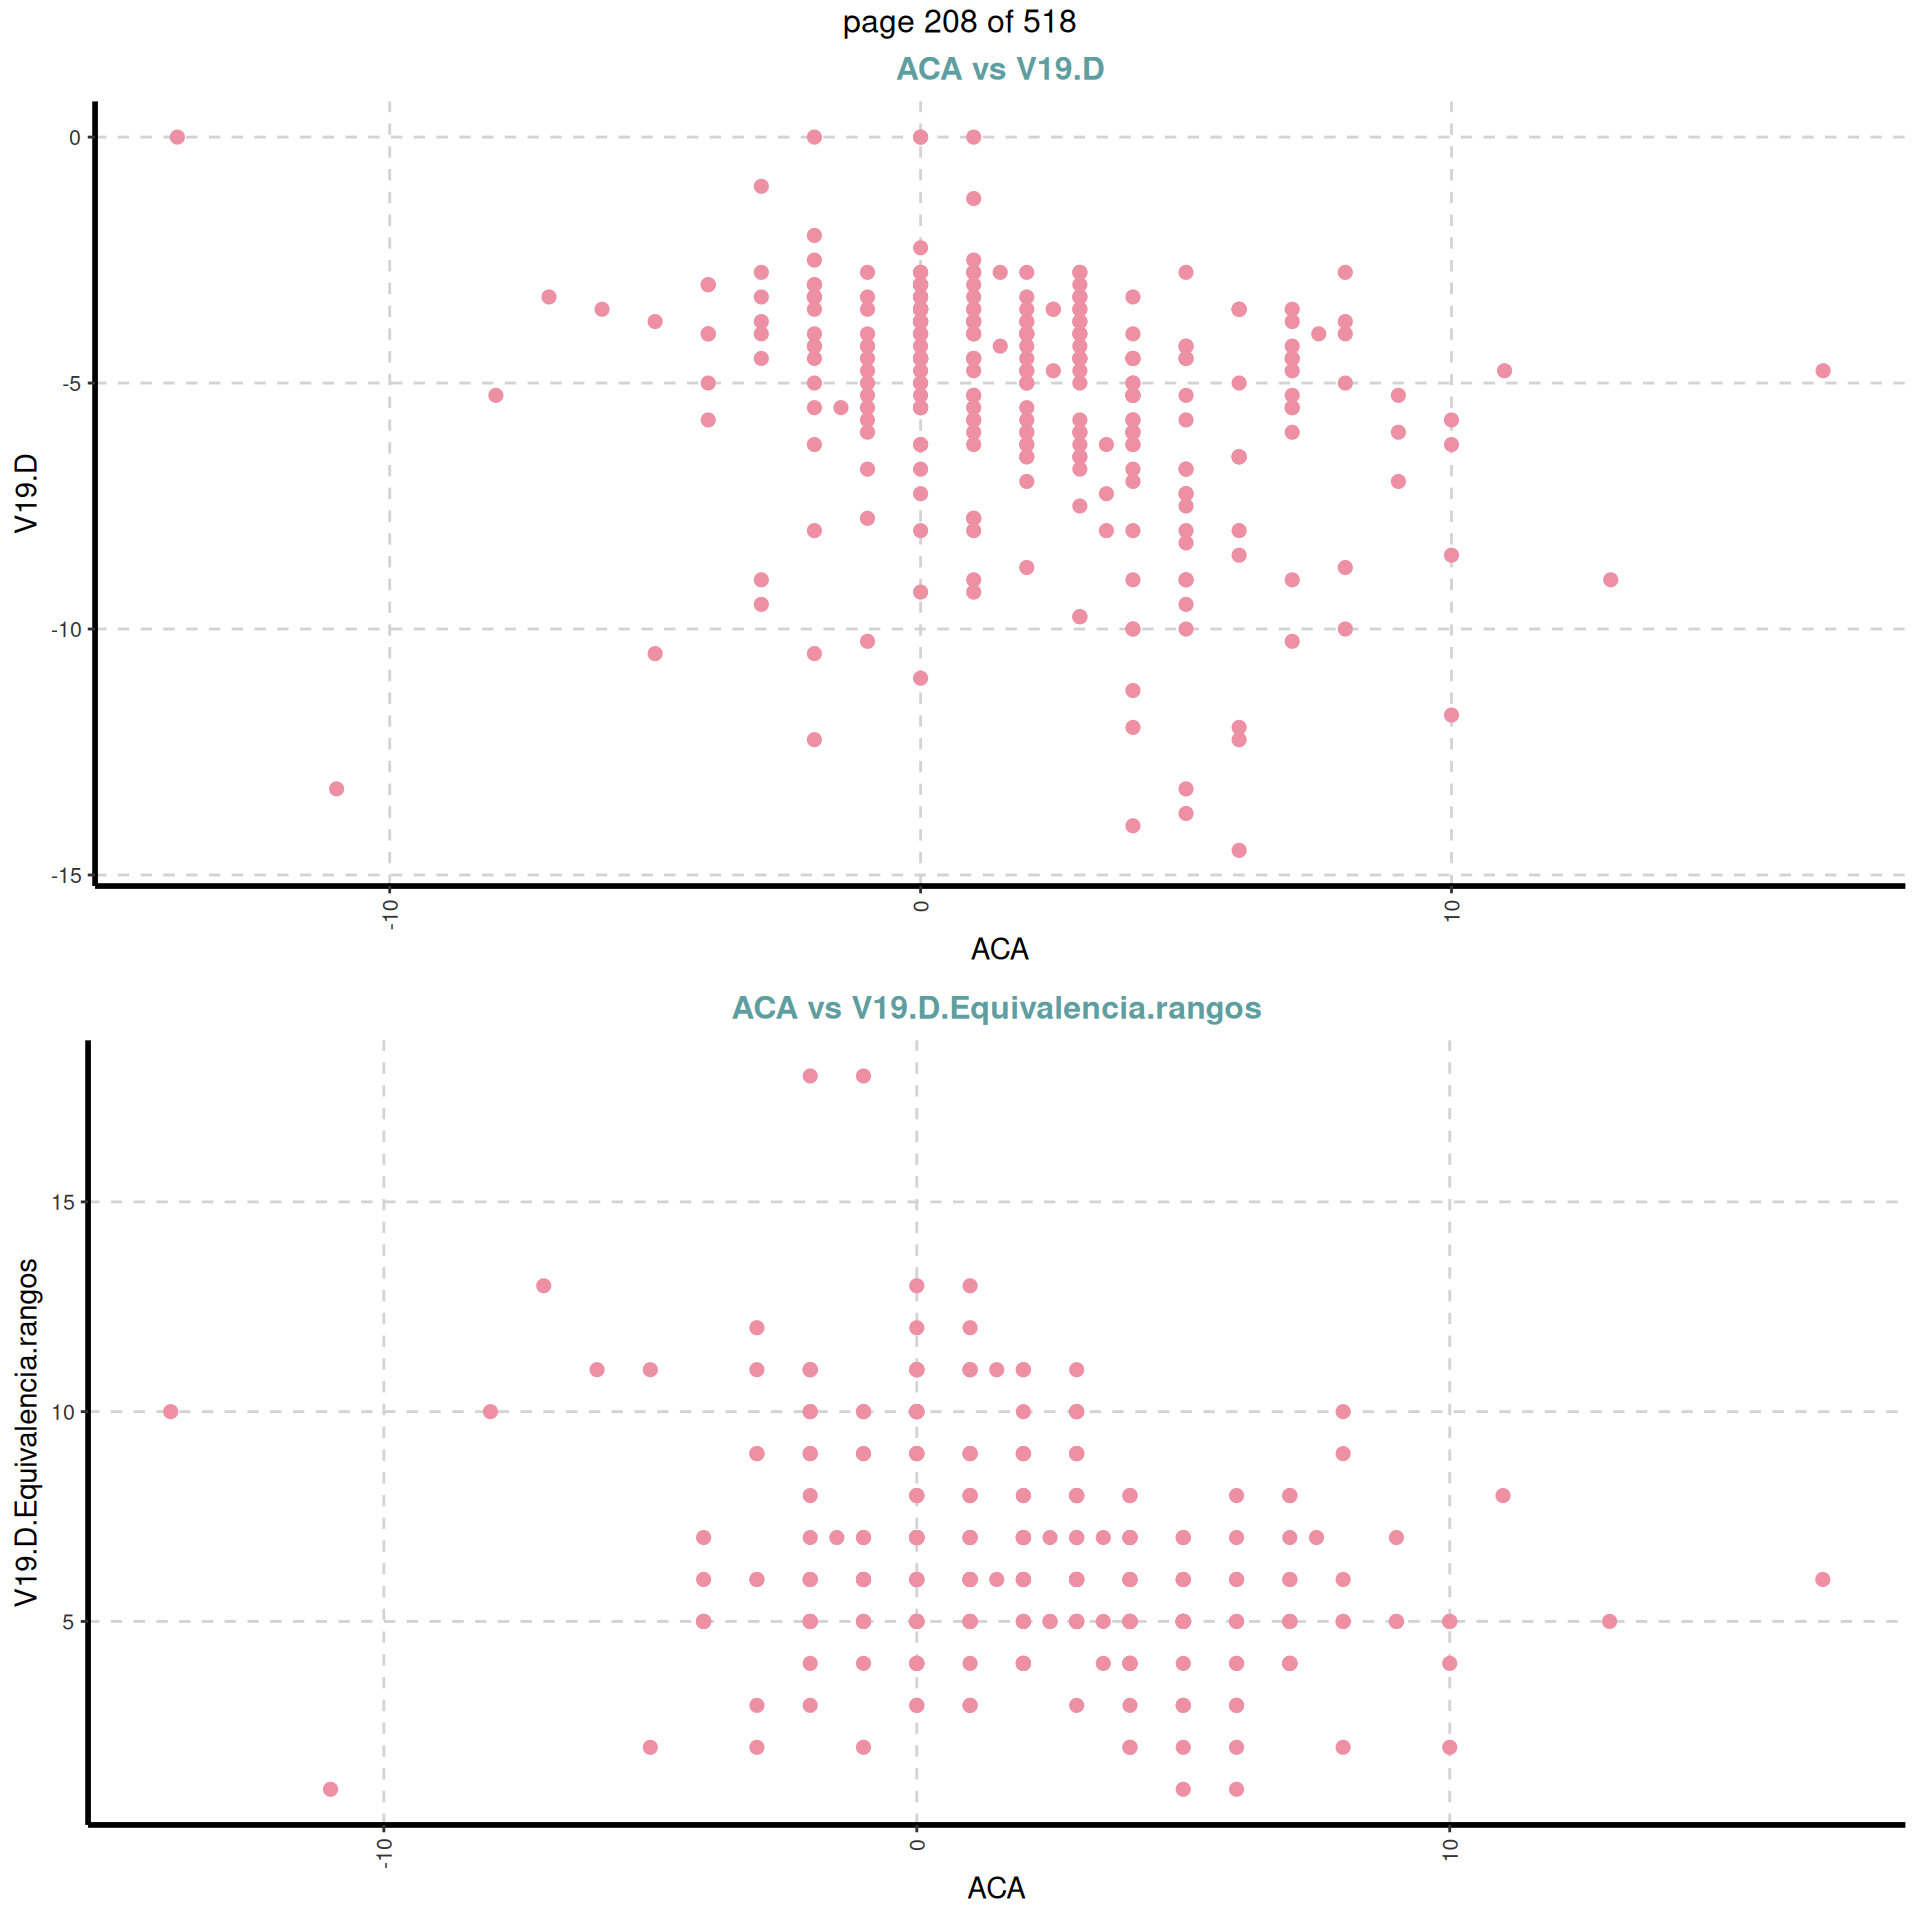 page 208 of 518
ACA vs V19.D
0
-5
-10
-15
V19.D
-10
0
10
ACA
ACA vs V19.D.Equivalencia.rangos
15
10
5
V19.D.Equivalencia.rangos
-10
0
10
ACA